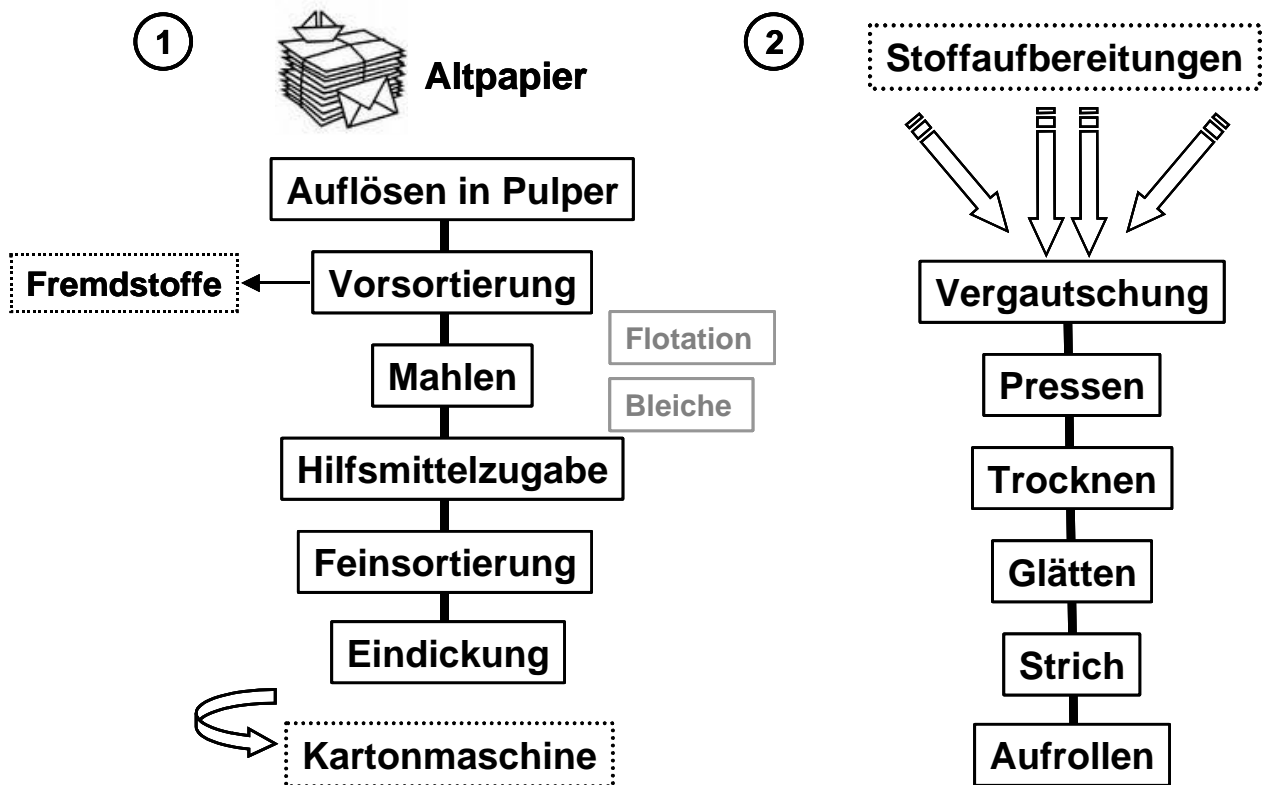 1
Altpapier
Auflösen in Pulper
Fremdstoffe
Vorsortierung
Flotation
Mahlen
Bleiche
Hilfsmittelzugabe
Feinsortierung
Eindickung
Kartonmaschine
2
Stoffaufbereitungen
Vergautschung
Pressen
Trocknen
Glätten
Strich
Aufrollen